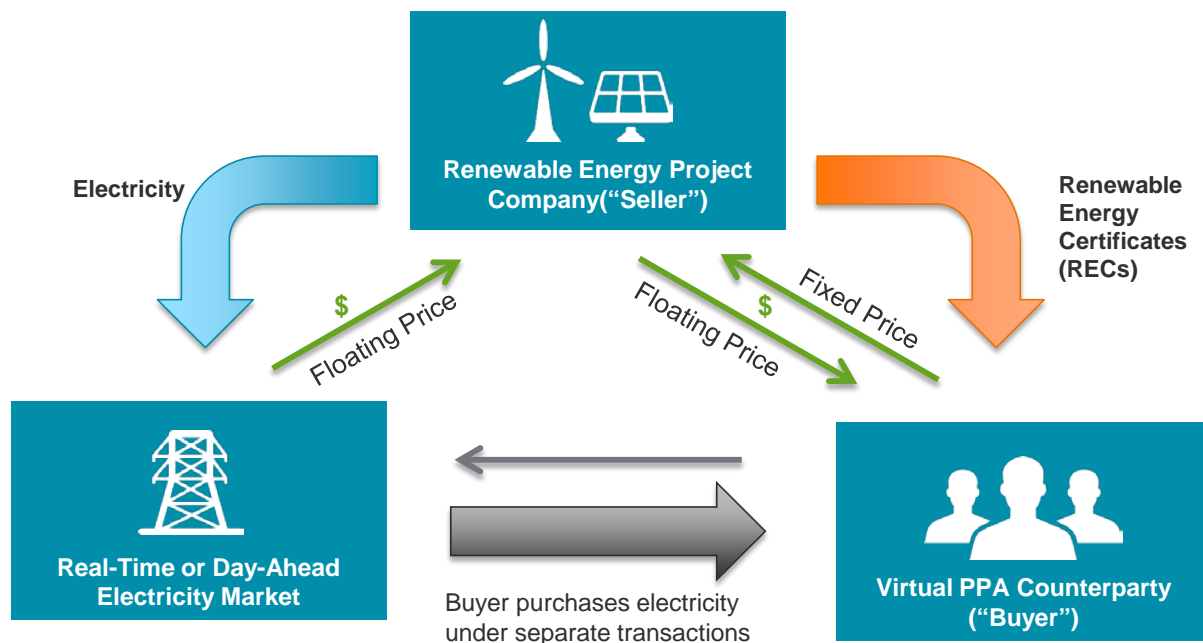 Renewable Energy Project
Company(“Seller”)
Electricity
Renewable
Energy
Certificates
(RECs)
$
Floating Price
$
Floating Price
Fixed Price
Real-Time or Day-Ahead
Electricity Market
Virtual PPA Counterparty
(“Buyer”)
Buyer purchases electricity
under separate transactions